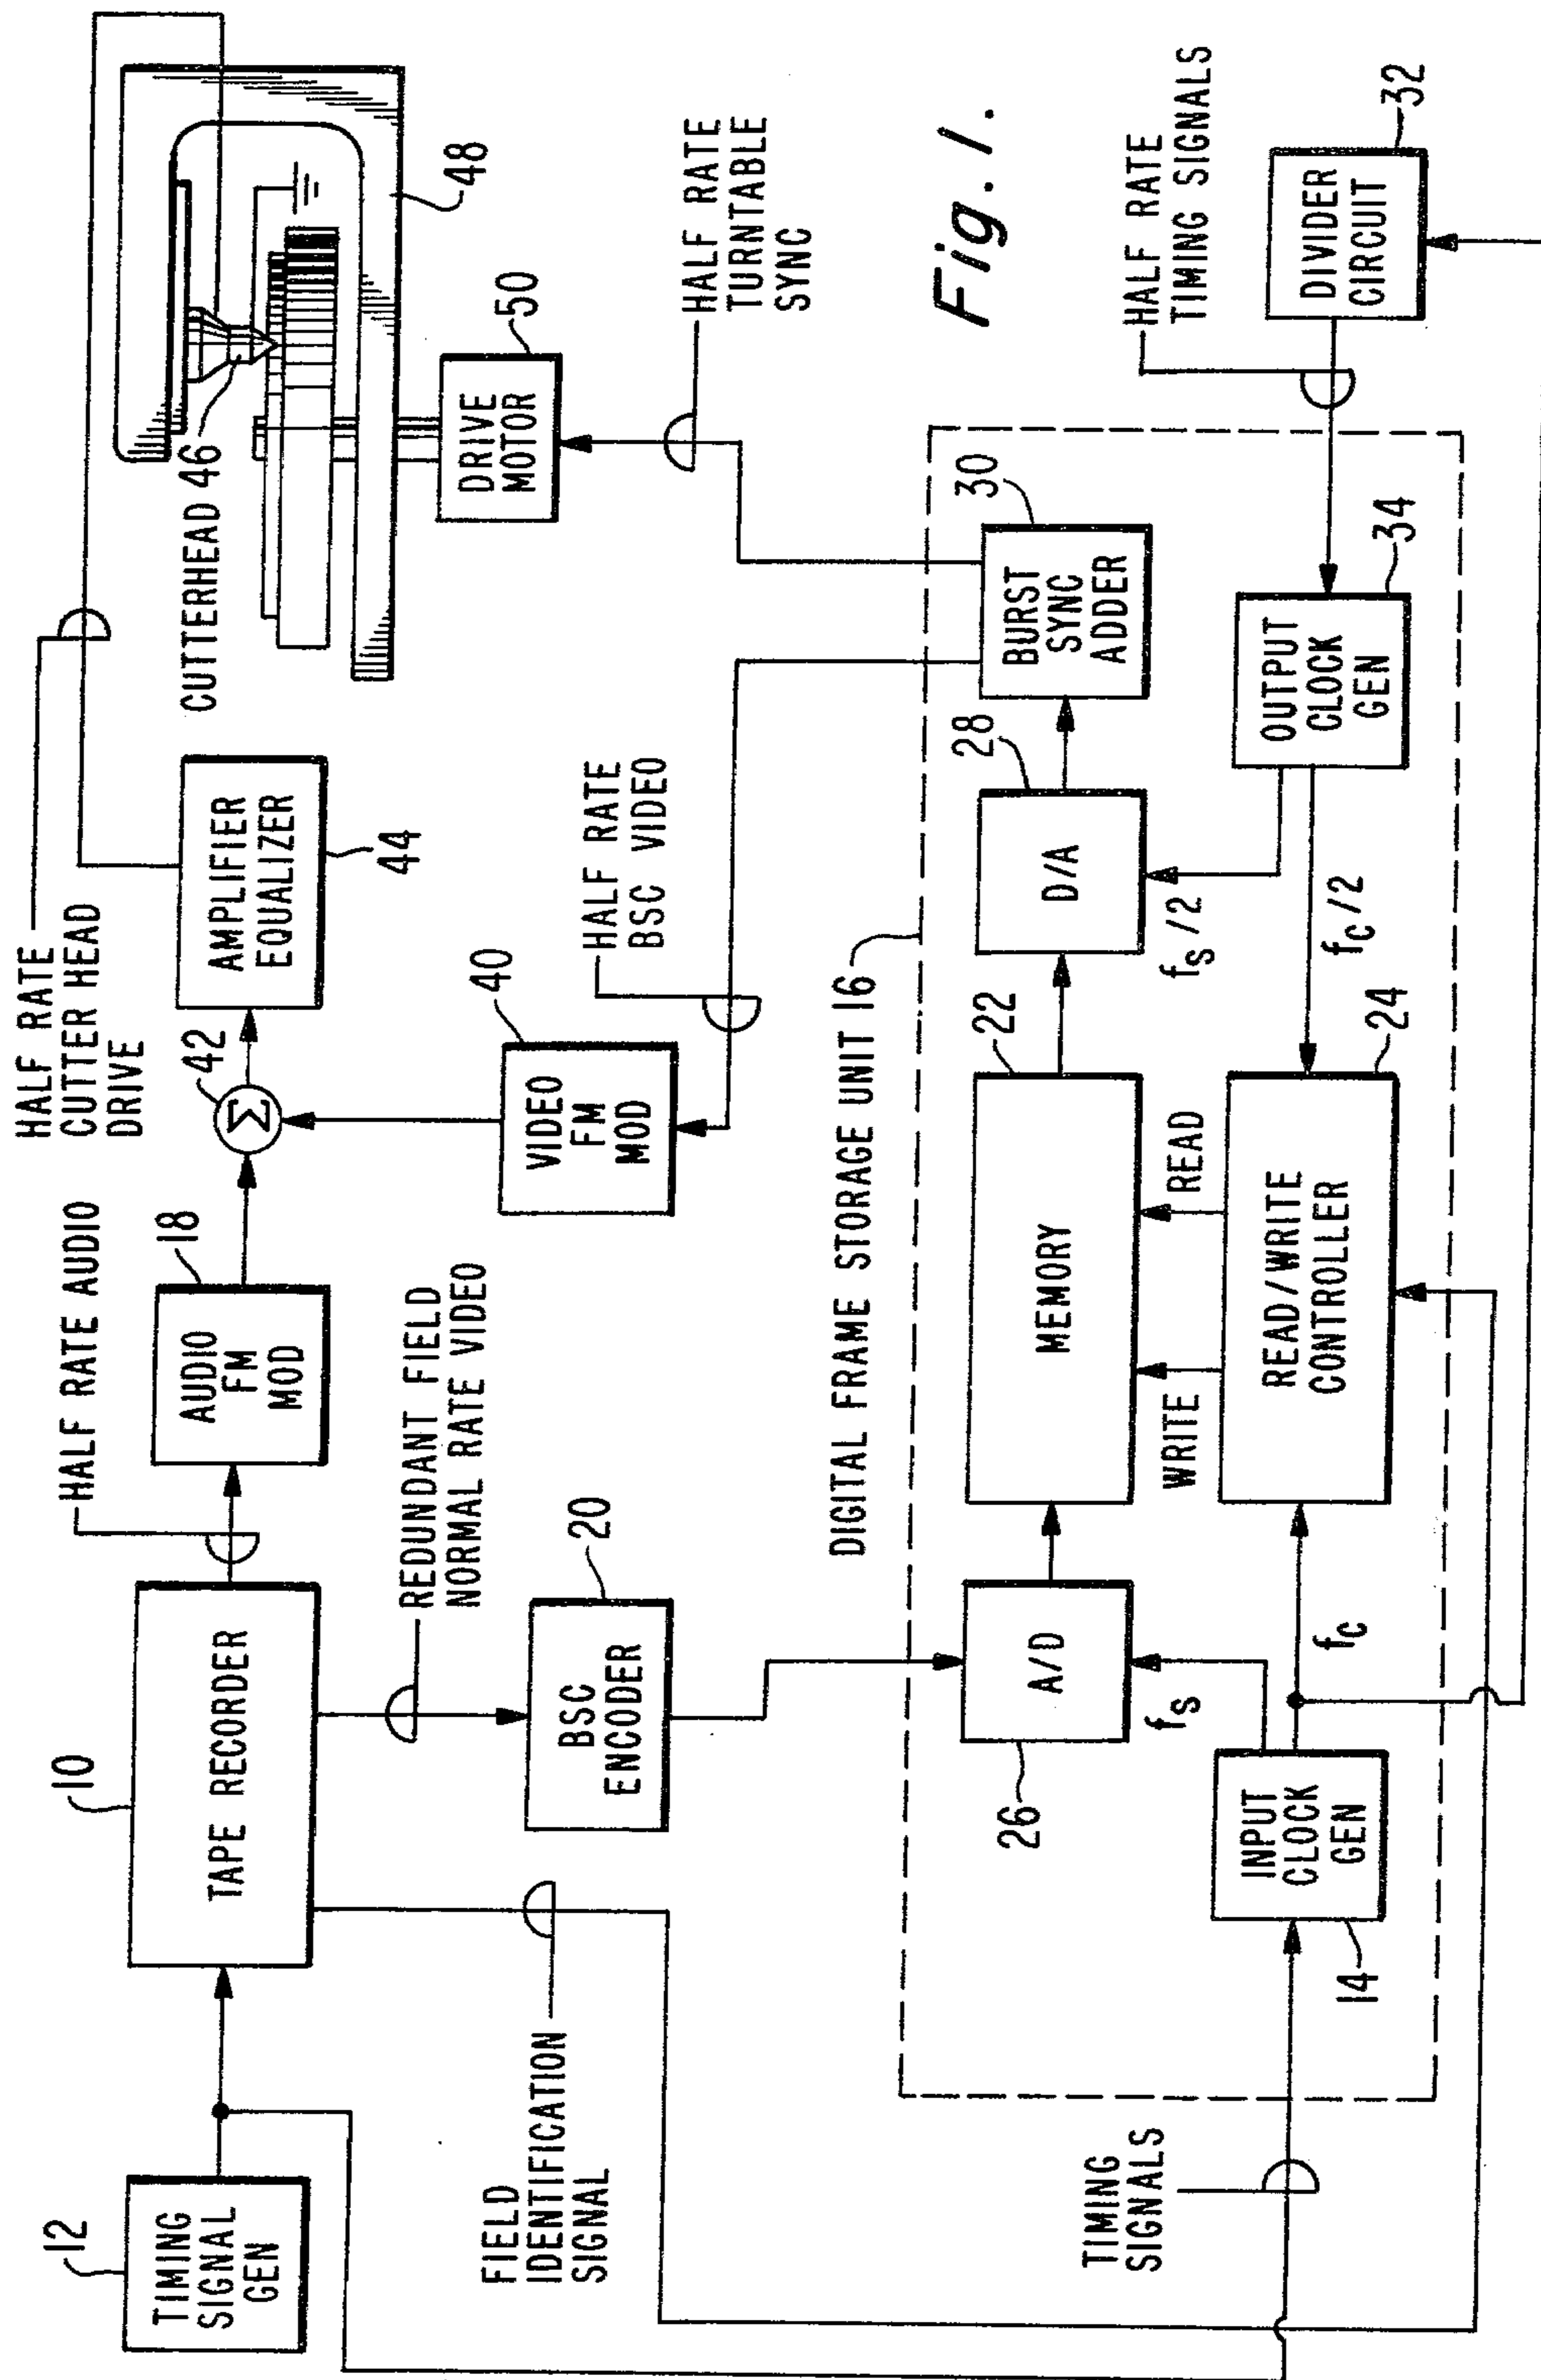 HALF RATE
CUTTER HEAD
DRIVE
HALF RATE AUDIO
12
TIMING
SIGNAL
GEN
10
TAPE RECORDER
18
AUDIO
FM
MOD
42
Σ
AMPLIFIER
EQUALIZER
44
CUTTERHEAD 46
48
FIELD
IDENTIFICATION
SIGNAL
REDUNDANT FIELD
NORMAL RATE VIDEO
20
BSC
ENCODER
40
VIDEO
FM
MOD
HALF RATE
BSC VIDEO
DRIVE
MOTOR
50
HALF RATE
TURNTABLE
SYNC
DIGITAL FRAME STORAGE UNIT 16
26
A/D
fs
22
MEMORY
28
D/A
fs/2
30
BURST
SYNC
ADDER
Fig. 1.
TIMING
SIGNALS
14
INPUT
CLOCK
GEN
fc
WRITE
READ
READ/WRITE
CONTROLLER
24
fc/2
OUTPUT
CLOCK
GEN
34
HALF RATE
TIMING SIGNALS
DIVIDER
CIRCUIT
32